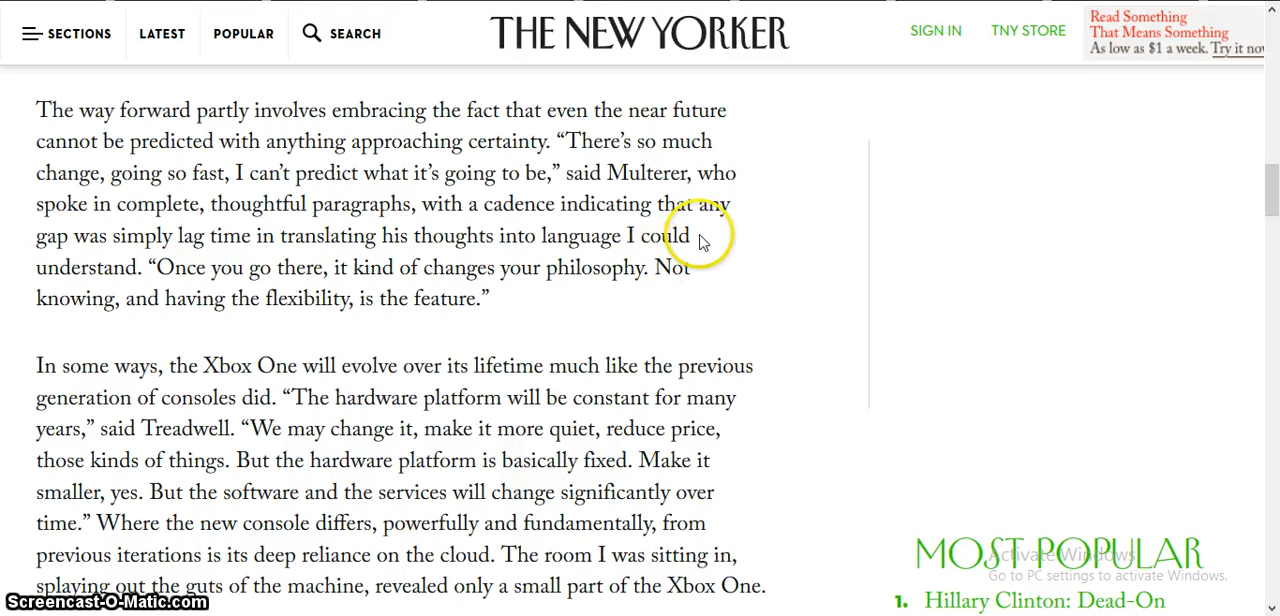 SECTIONS LATEST POPULAR SEARCH THE NEW YORKER SIGN IN TNY STORE
Read Something
That Means Something
As low as $1 a week. Try it now
The way forward partly involves embracing the fact that even the near future
cannot be predicted with anything approaching certainty. “There’s so much
change, going so fast, I can’t predict what it’s going to be,” said Multerer, who
spoke in complete, thoughtful paragraphs, with a cadence indicating that any
gap was simply lag time in translating his thoughts into language I could
understand. “Once you go there, it kind of changes your philosophy. Not
knowing, and having the flexibility, is the feature.”
In some ways, the Xbox One will evolve over its lifetime much like the previous
generation of consoles did. “The hardware platform will be constant for many
years,” said Treadwell. “We may change it, make it more quiet, reduce price,
those kinds of things. But the hardware platform is basically fixed. Make it
smaller, yes. But the software and the services will change significantly over
time.” Where the new console differs, powerfully and fundamentally, from
previous iterations is its deep reliance on the cloud. The room I was sitting in,
splaying out the guts of the machine, revealed only a small part of the Xbox One.
MOST POPULAR
Activate Windows
Go to PC settings to activate Windows.
1. Hillary Clinton: Dead-On
Screencast-O-Matic.com